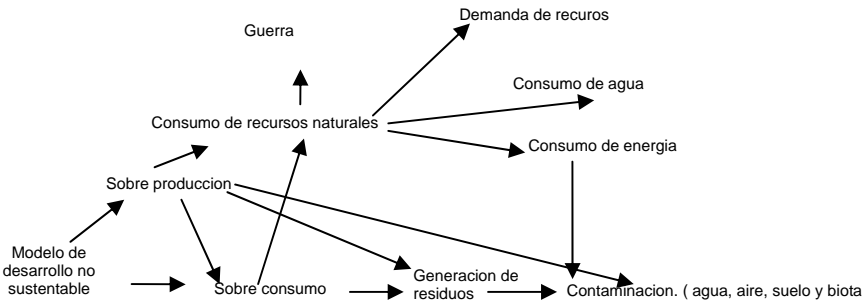 Demanda de recuros
Guerra
Consumo de agua
Consumo de recursos naturales
Consumo de energia
Sobre produccion
Modelo de
desarrollo no
sustentable
Sobre consumo
Generacion de
residuos
Contaminacion. ( agua, aire, suelo y biota